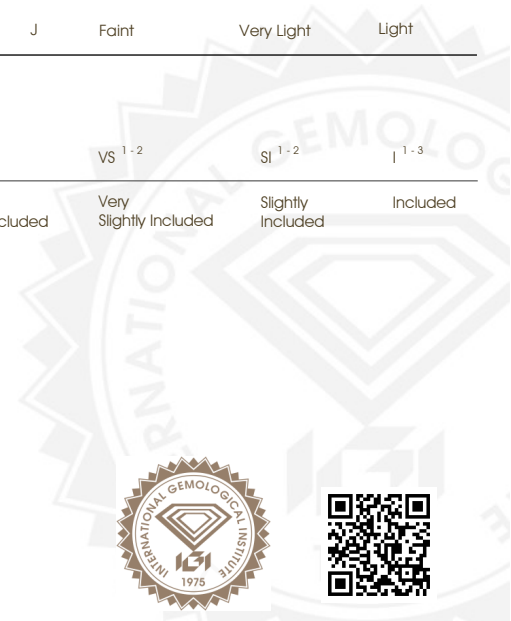 J Faint Very Light Light
VS 1 - 2 SI 1 - 2 I 1 - 3
Very Slightly Included
cluded Slightly Included Included
INTERNATIONAL GEMOLOGICAL INSTITUTE
IGI
1975